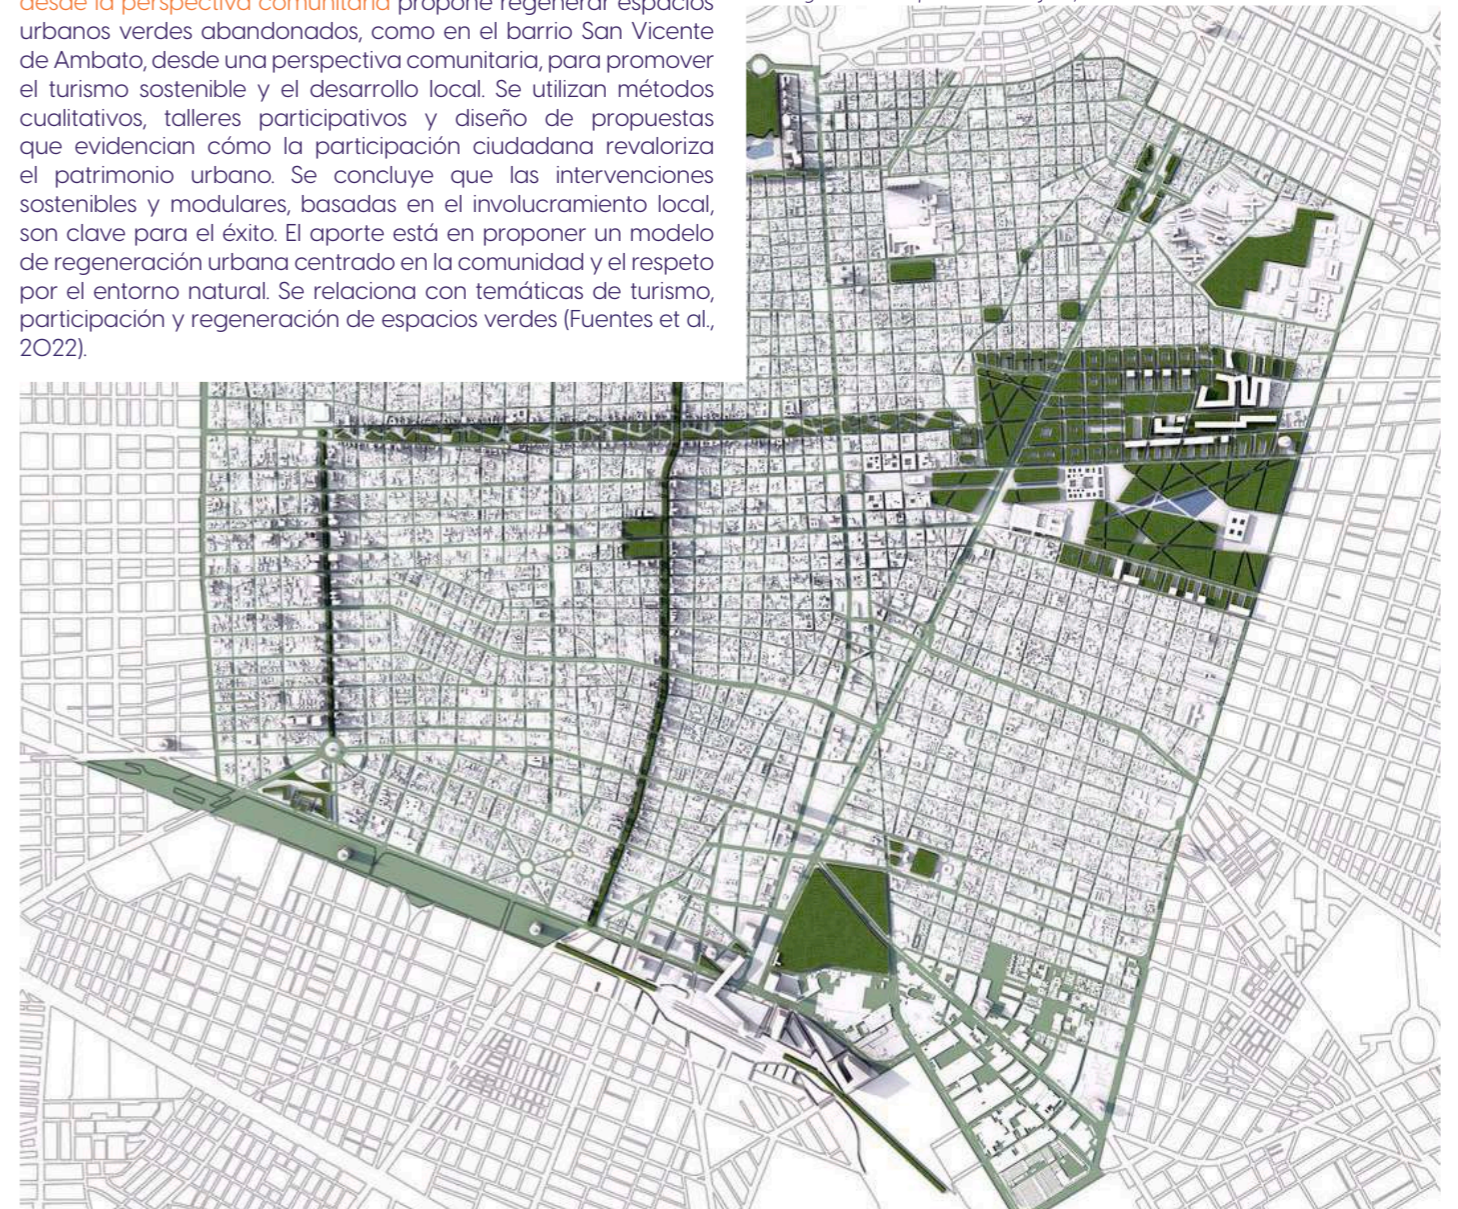 desde la perspectiva comunitaria propone regenerar espacios
urbanos verdes abandonados, como en el barrio San Vicente
de Ambato, desde una perspectiva comunitaria, para promover
el turismo sostenible y el desarrollo local. Se utilizan métodos
cualitativos, talleres participativos y diseño de propuestas
que evidencian cómo la participación ciudadana revaloriza
el patrimonio urbano. Se concluye que las intervenciones
sostenibles y modulares, basadas en el involucramiento local,
son clave para el éxito. El aporte está en proponer un modelo
de regeneración urbana centrado en la comunidad y el respeto
por el entorno natural. Se relaciona con temáticas de turismo,
participación y regeneración de espacios verdes (Fuentes et al.,
2022).